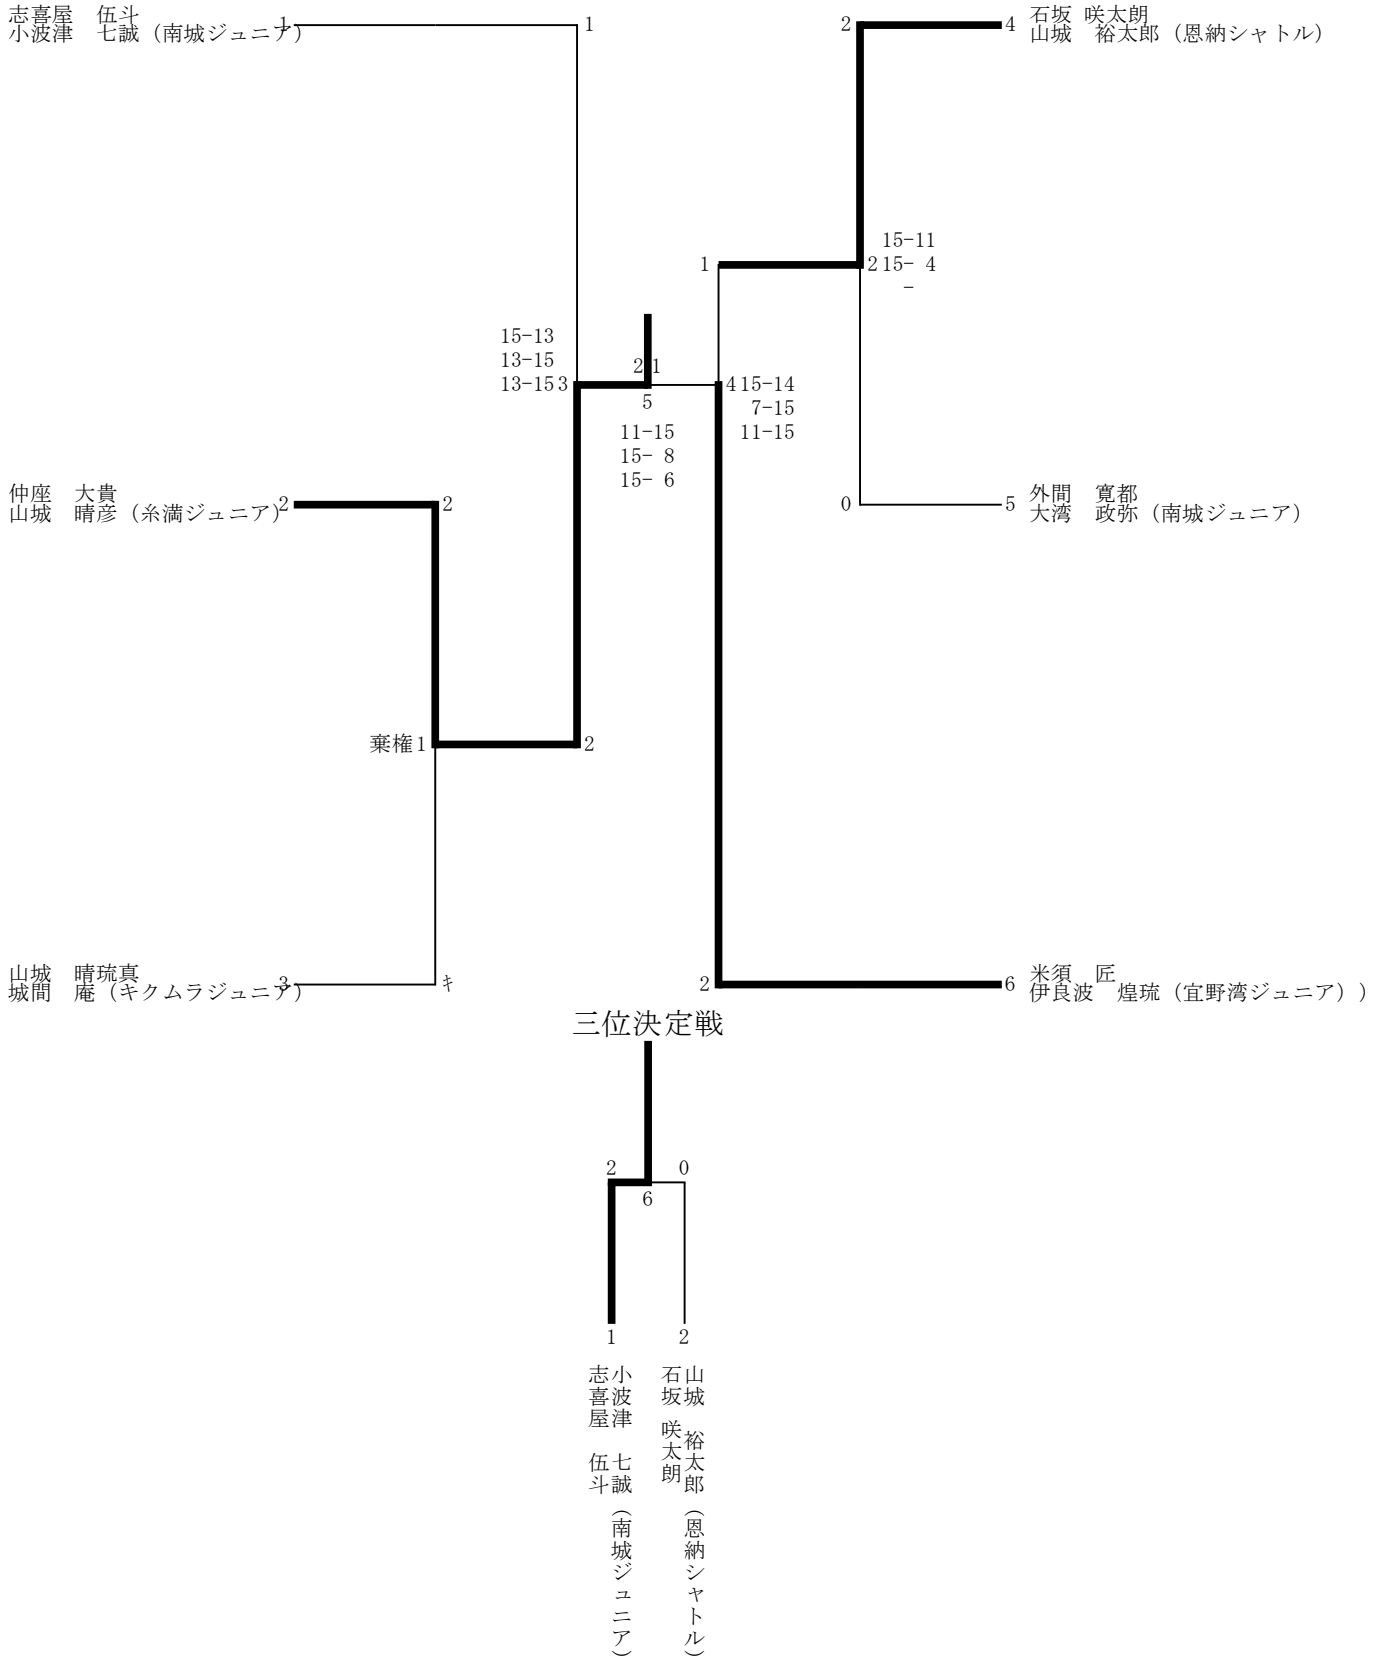 志喜屋　伍斗
小波津　七誠（南城ジュニア）
1
1
2
4
石坂 咲太朗
山城　裕太郎（恩納シャトル）
15-11
1
2
15- 4
-
15-13
13-15
13-15
3
2
1
5
4
15-14
7-15
11-15
11-15
15- 8
15- 6
仲座　大貴
山城　晴彦（糸満ジュニア）
2
2
0
5
外間　寛都
大湾　政弥（南城ジュニア）
棄権
1
2
山城　晴琉真
城間　庵（キクムラジュニア）
3
キ
2
6
米須　匠
伊良波　煌琉（宜野湾ジュニア））
三位決定戦
2
0
6
1
2
志喜屋　伍斗
小波津　七誠（南城ジュニア）
石坂 咲太朗
山城　裕太郎（恩納シャトル）